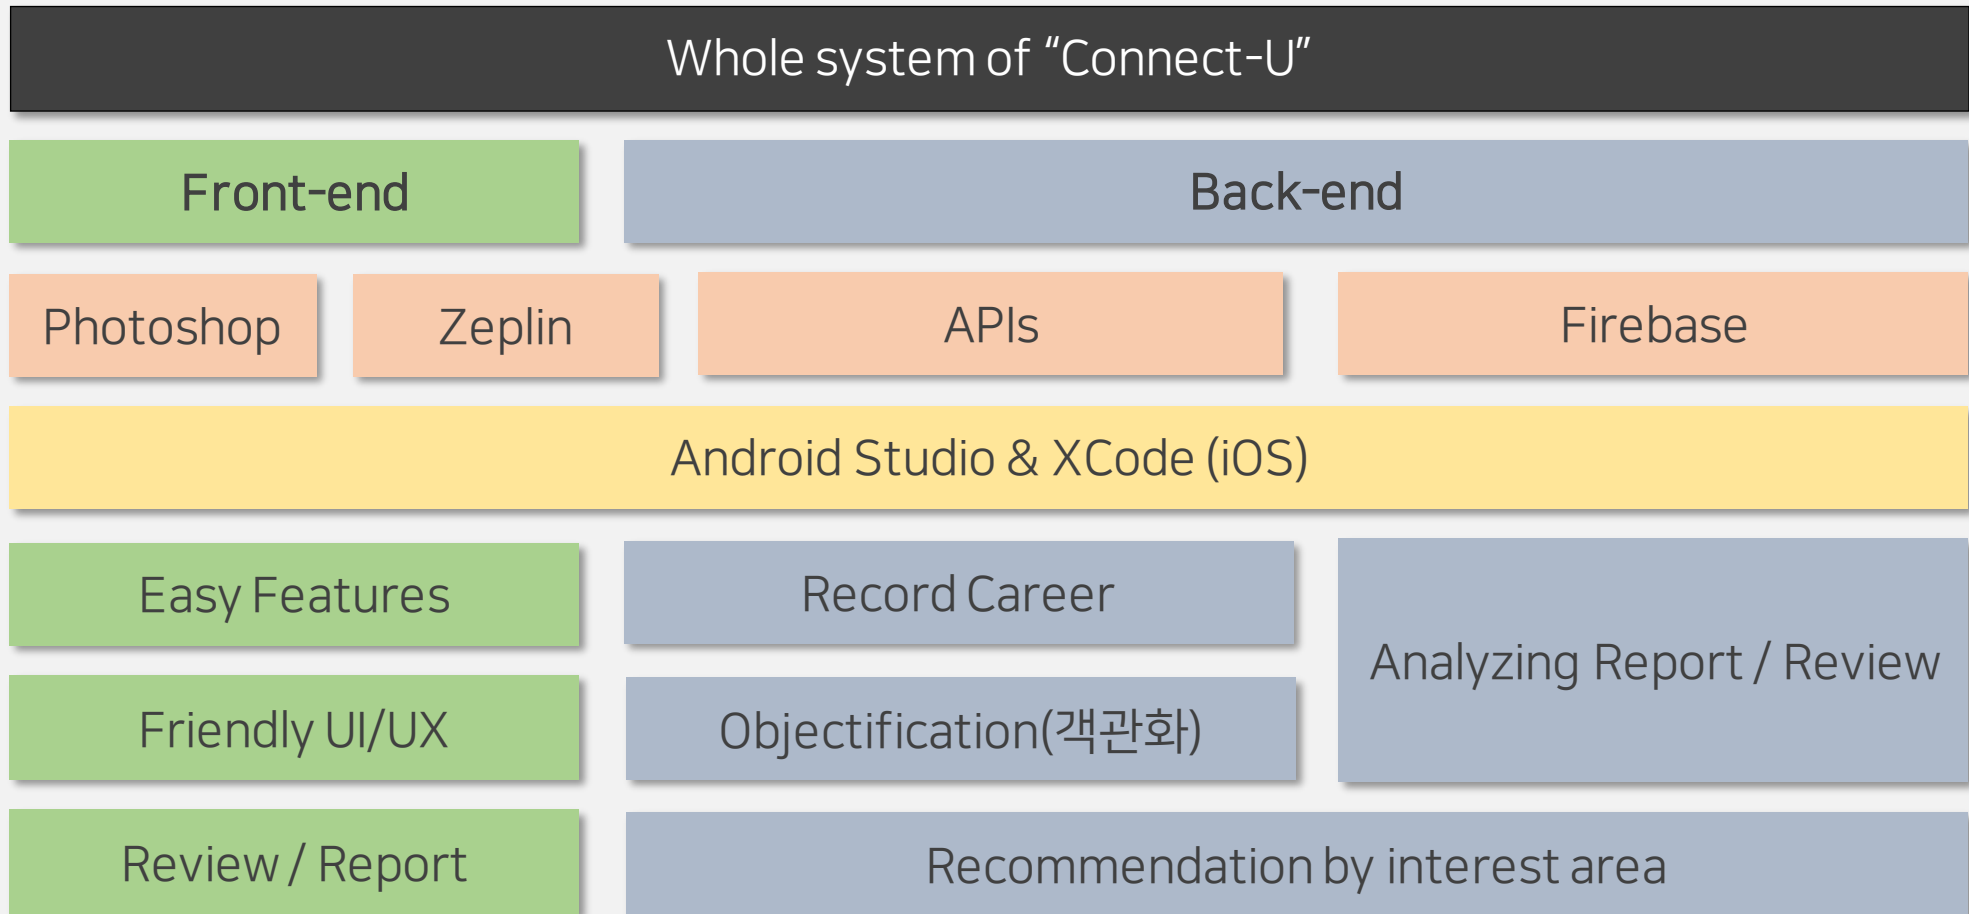 Whole system of “Connect-U”
Front-end
Back-end
Photoshop
Zeplin
APIs
Firebase
Android Studio & XCode (iOS)
Easy Features
Record Career
Analyzing Report / Review
Friendly UI/UX
Objectification(객관화)
Review / Report
Recommendation by interest area